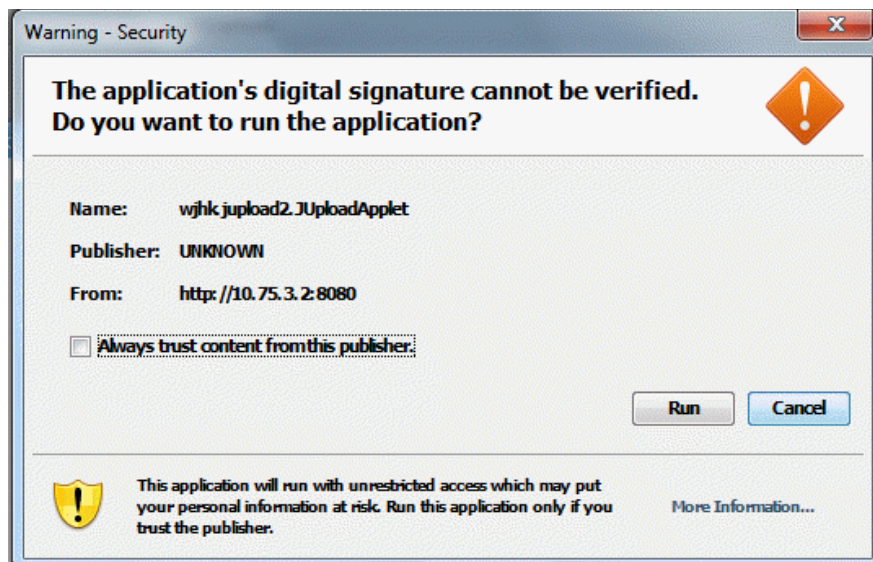 Warning - Security
The application's digital signature cannot be verified.
Do you want to run the application?
Name: wjhk.jupload2.JUploadApplet
Publisher: UNKNOWN
From: http://10.75.3.2:8080
Always trust content from this publisher.
Run Cancel
This application will run with unrestricted access which may put
your personal information at risk. Run this application only if you
trust the publisher.
More Information...